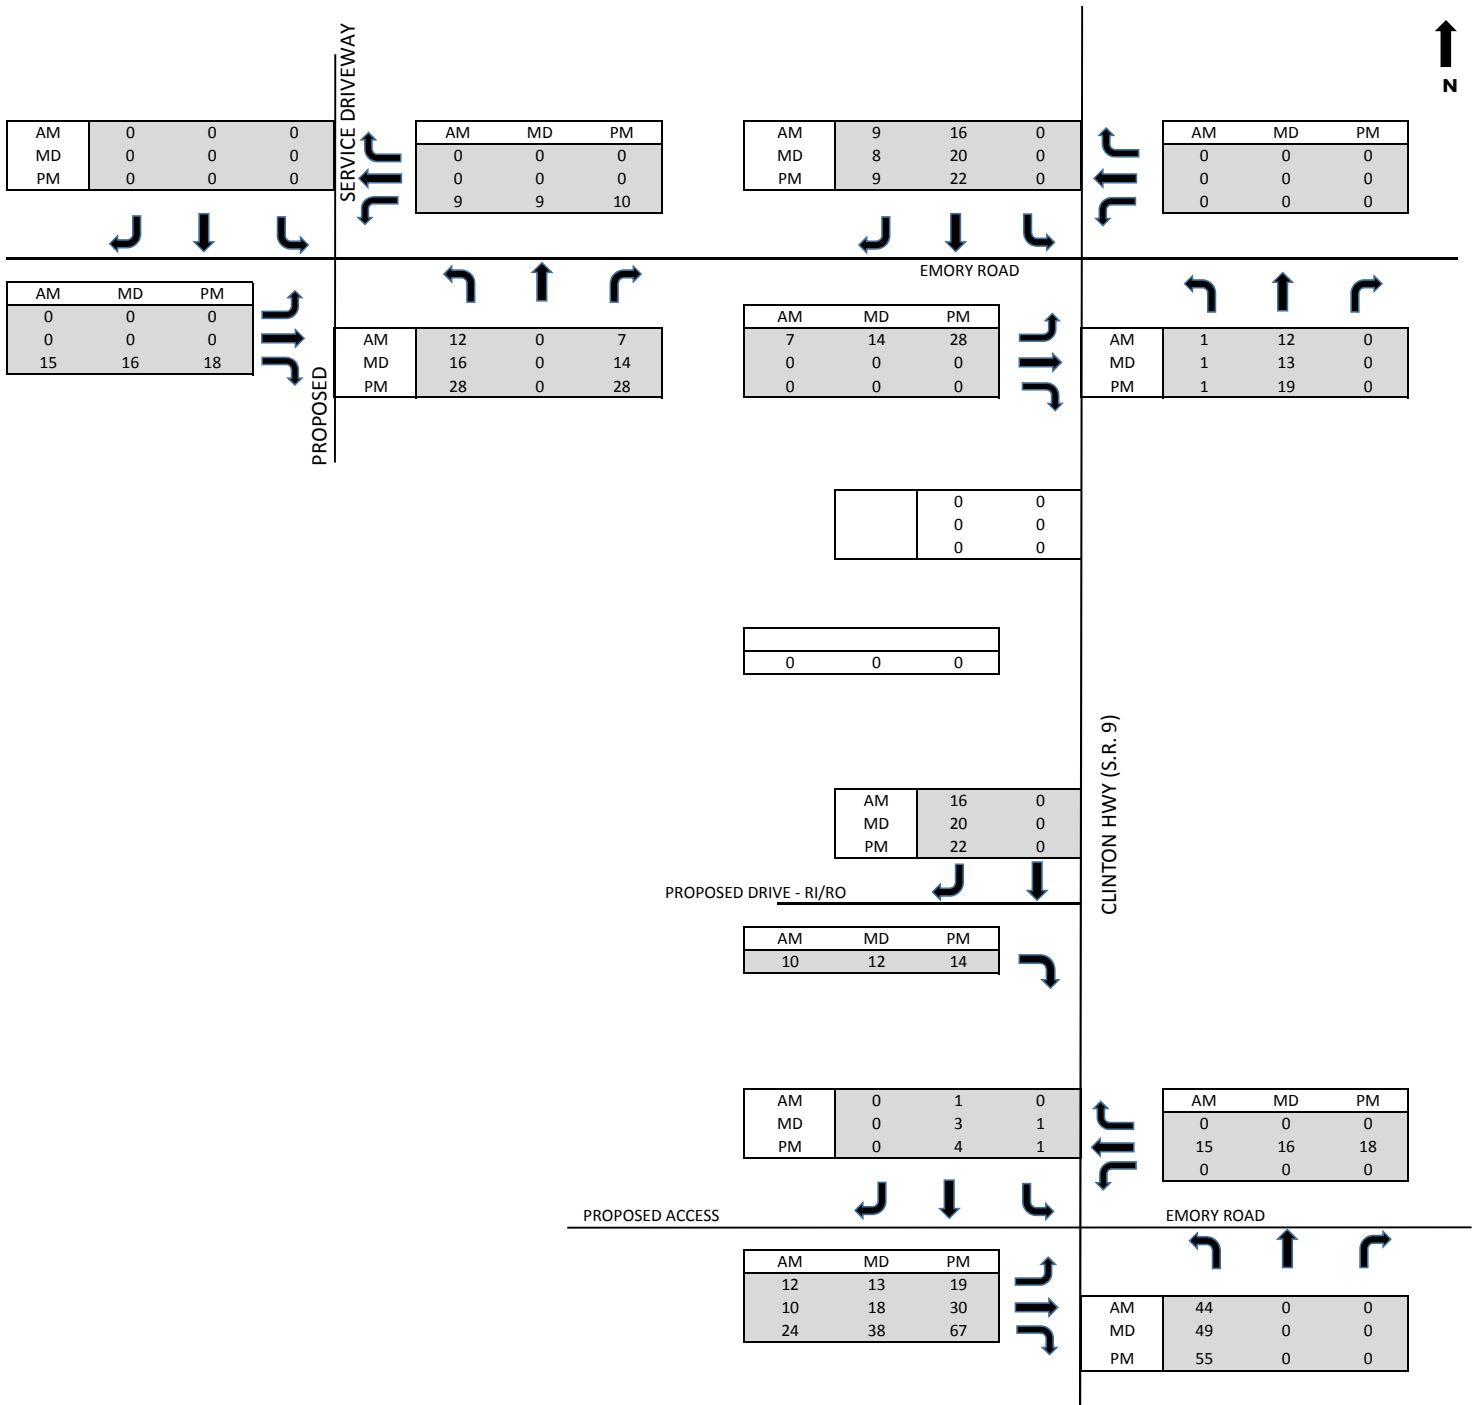 SERVICE DRIVEWAY
N
AM 0 0 0
MD 0 0 0
PM 0 0 0
AM MD PM
0 0 0
0 0 0
9 9 10
AM 9 16 0
MD 8 20 0
PM 9 22 0
AM MD PM
0 0 0
0 0 0
0 0 0
EMORY ROAD
AM MD PM
0 0 0
0 0 0
15 16 18
PROPOSED
AM 12 0 7
MD 16 0 14
PM 28 0 28
AM MD PM
7 14 28
0 0 0
0 0 0
AM 1 12 0
MD 1 13 0
PM 1 19 0
0 0
0 0
0 0
0 0 0
CLINTON HWY (S.R. 9)
AM 16 0
MD 20 0
PM 22 0
PROPOSED DRIVE - RI/RO
AM MD PM
10 12 14
AM 0 1 0
MD 0 3 1
PM 0 4 1
AM MD PM
0 0 0
15 16 18
0 0 0
PROPOSED ACCESS
EMORY ROAD
AM MD PM
12 13 19
10 18 30
24 38 67
AM 44 0 0
MD 49 0 0
PM 55 0 0